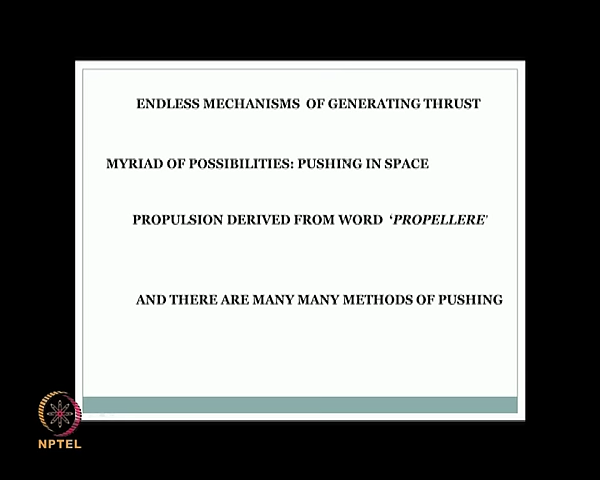 ENDLESS MECHANISMS OF GENERATING THRUST
MYRIAD OF POSSIBILITIES: PUSHING IN SPACE
PROPULSION DERIVED FROM WORD ‘PROPELLERE’
AND THERE ARE MANY MANY METHODS OF PUSHING
NPTEL